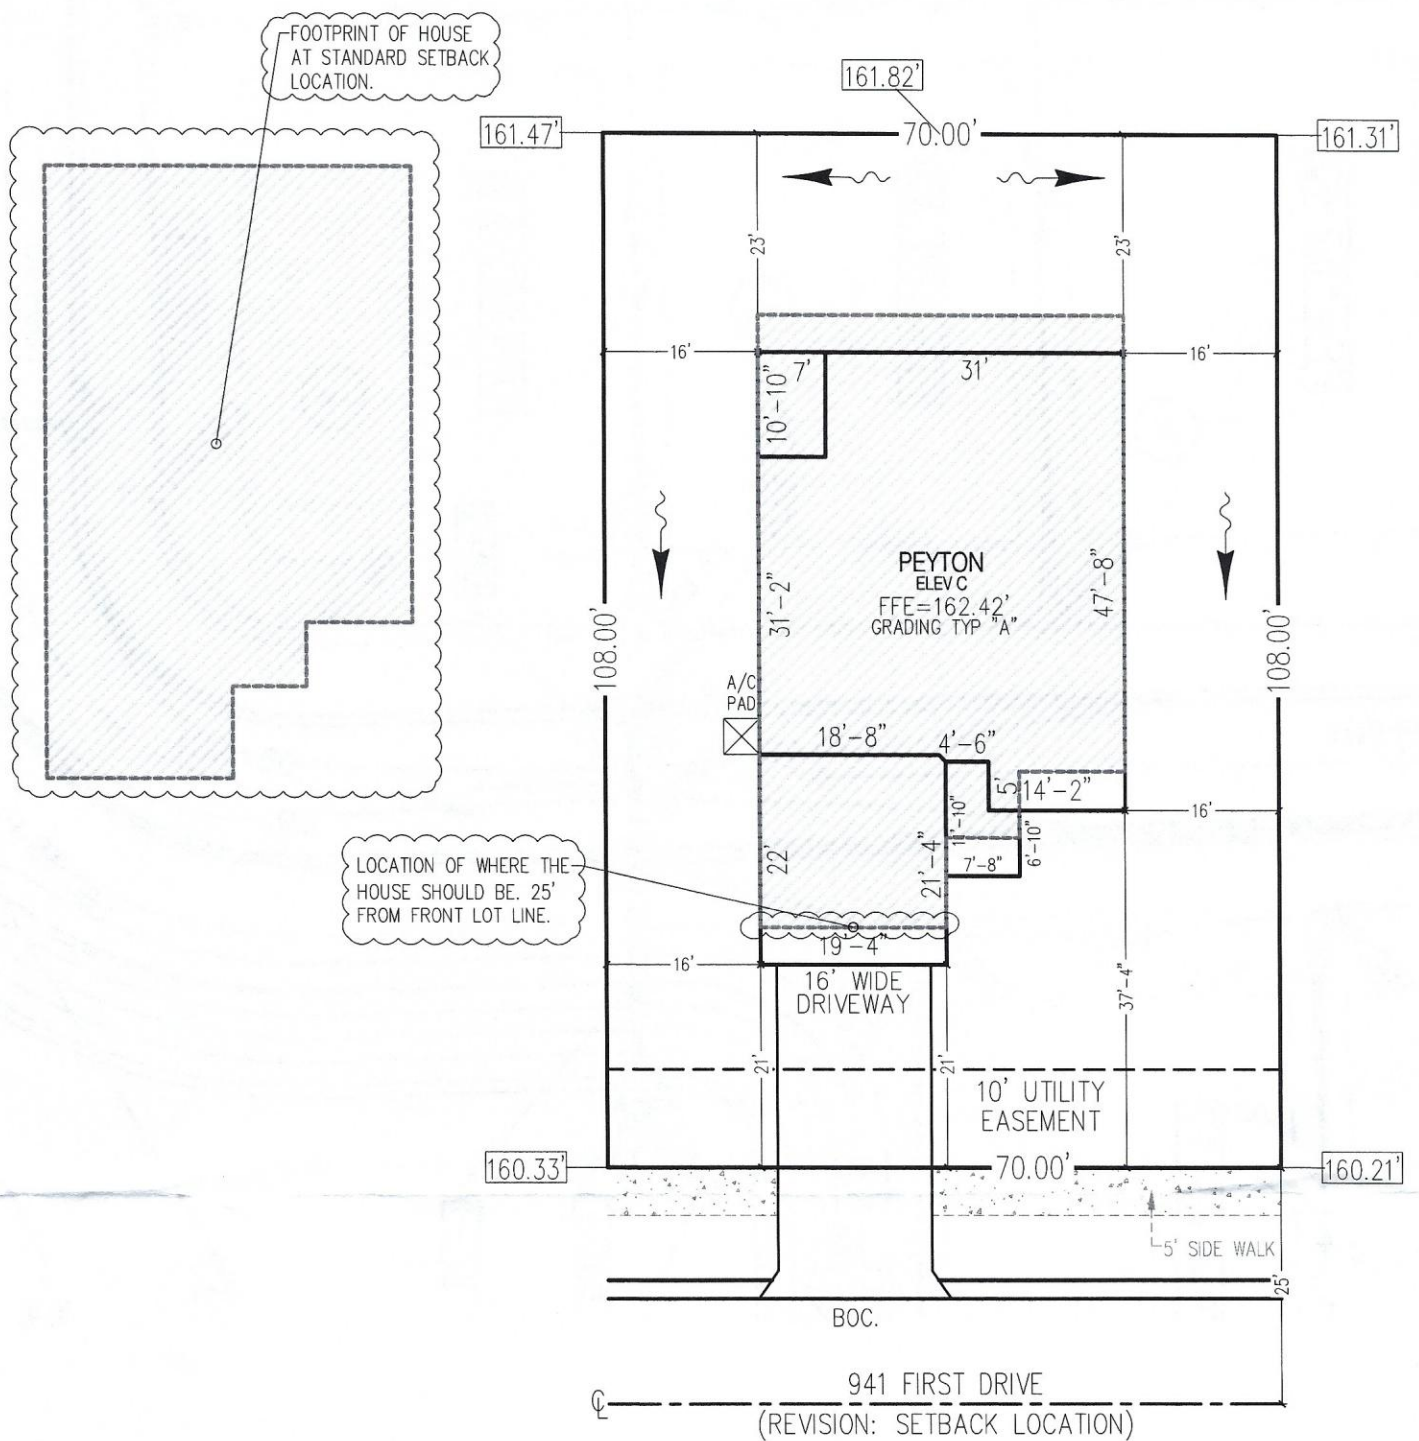 FOOTPRINT OF HOUSE
AT STANDARD SETBACK
LOCATION.
161.82'
161.47'
70.00'
161.31'
23'
23'
16'
16'
7'
31'
10'-10"
PEYTON
ELEV C
FFE=162.42'
GRADING TYP "A"
31'-2"
47'-8"
108.00'
108.00'
A/C
PAD
18'-8"
4'-6"
5'
14'-2"
16'
6'-10"
7'-8"
21'-4"
22'
LOCATION OF WHERE THE
HOUSE SHOULD BE. 25'
FROM FRONT LOT LINE.
19'-4"
16'
16' WIDE
DRIVEWAY
37'-4"
21'
21'
10' UTILITY
EASEMENT
160.33'
70.00'
160.21'
5' SIDE WALK
25'
BOC.
941 FIRST DRIVE
(REVISION: SETBACK LOCATION)